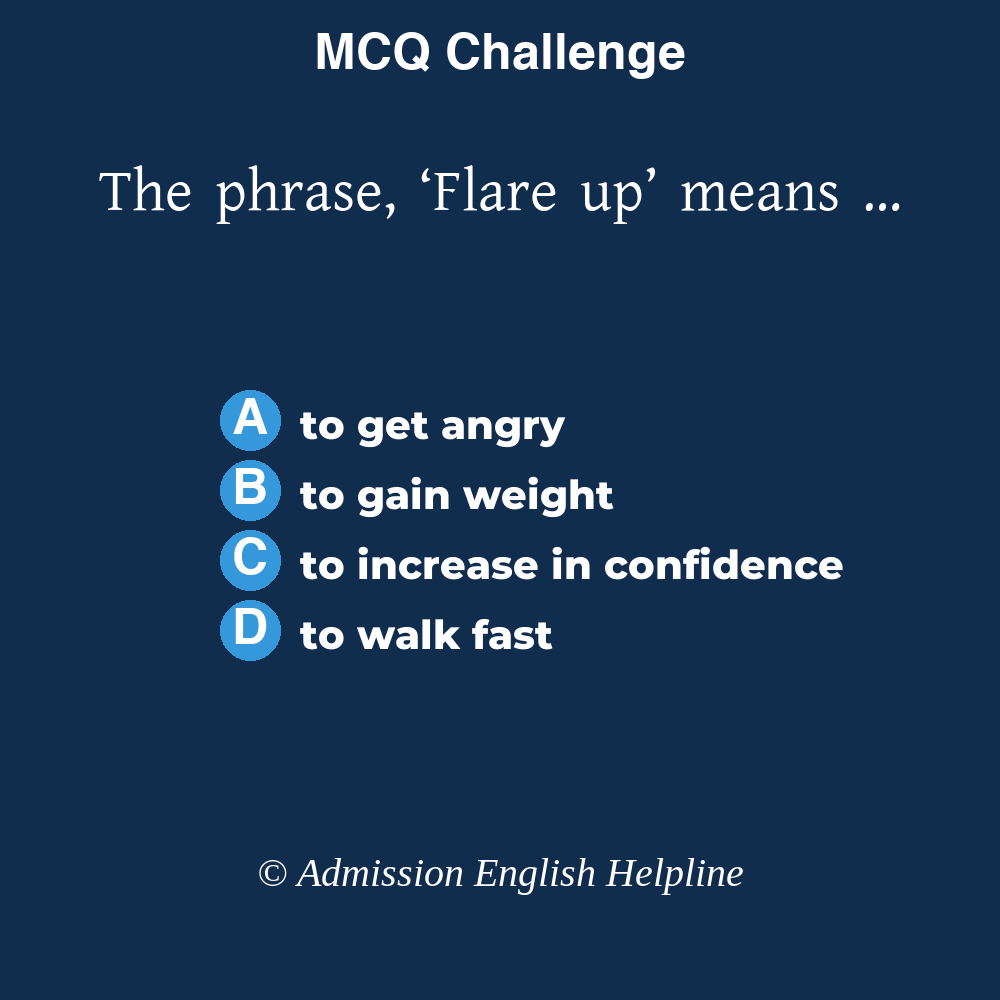 MCQ Challenge
The phrase, ‘Flare up’ means ...
A to get angry
B to gain weight
C to increase in confidence
D to walk fast
© Admission English Helpline